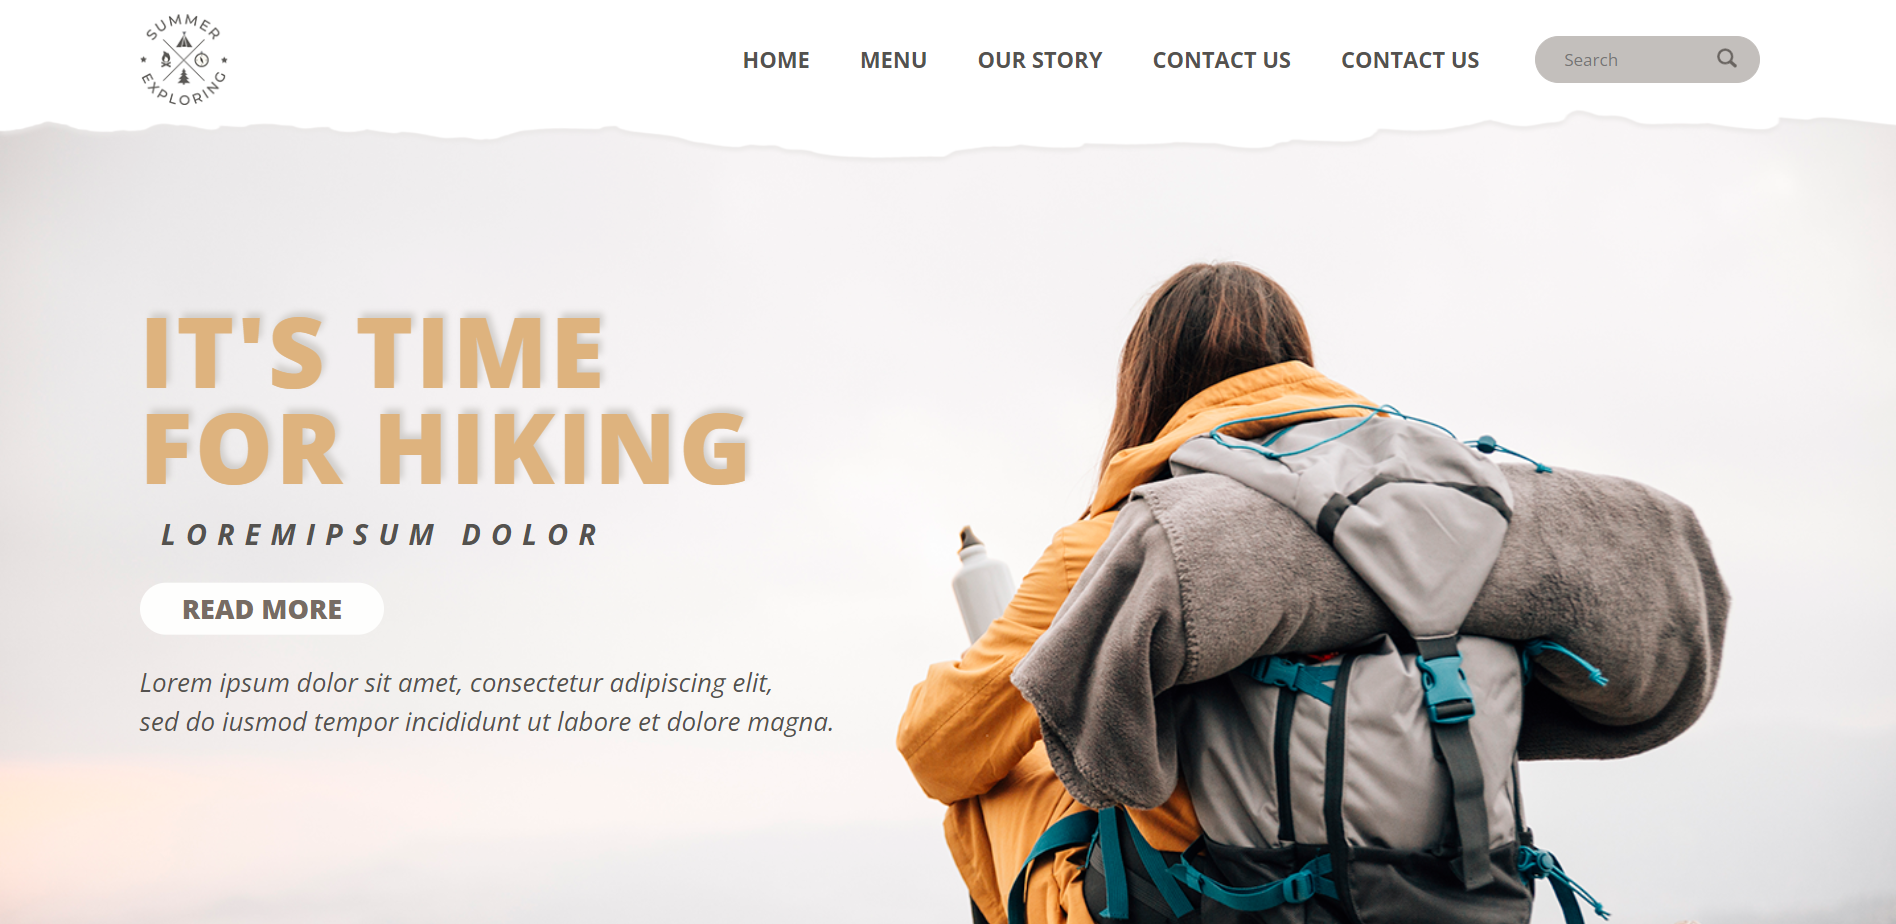 SUMMER
EXPLORING
HOME MENU OUR STORY CONTACT US CONTACT US Search
IT'S TIME
FOR HIKING
LOREMIPSUM DOLOR
READ MORE
Lorem ipsum dolor sit amet, consectetur adipiscing elit,
sed do iusmod tempor incididunt ut labore et dolore magna.